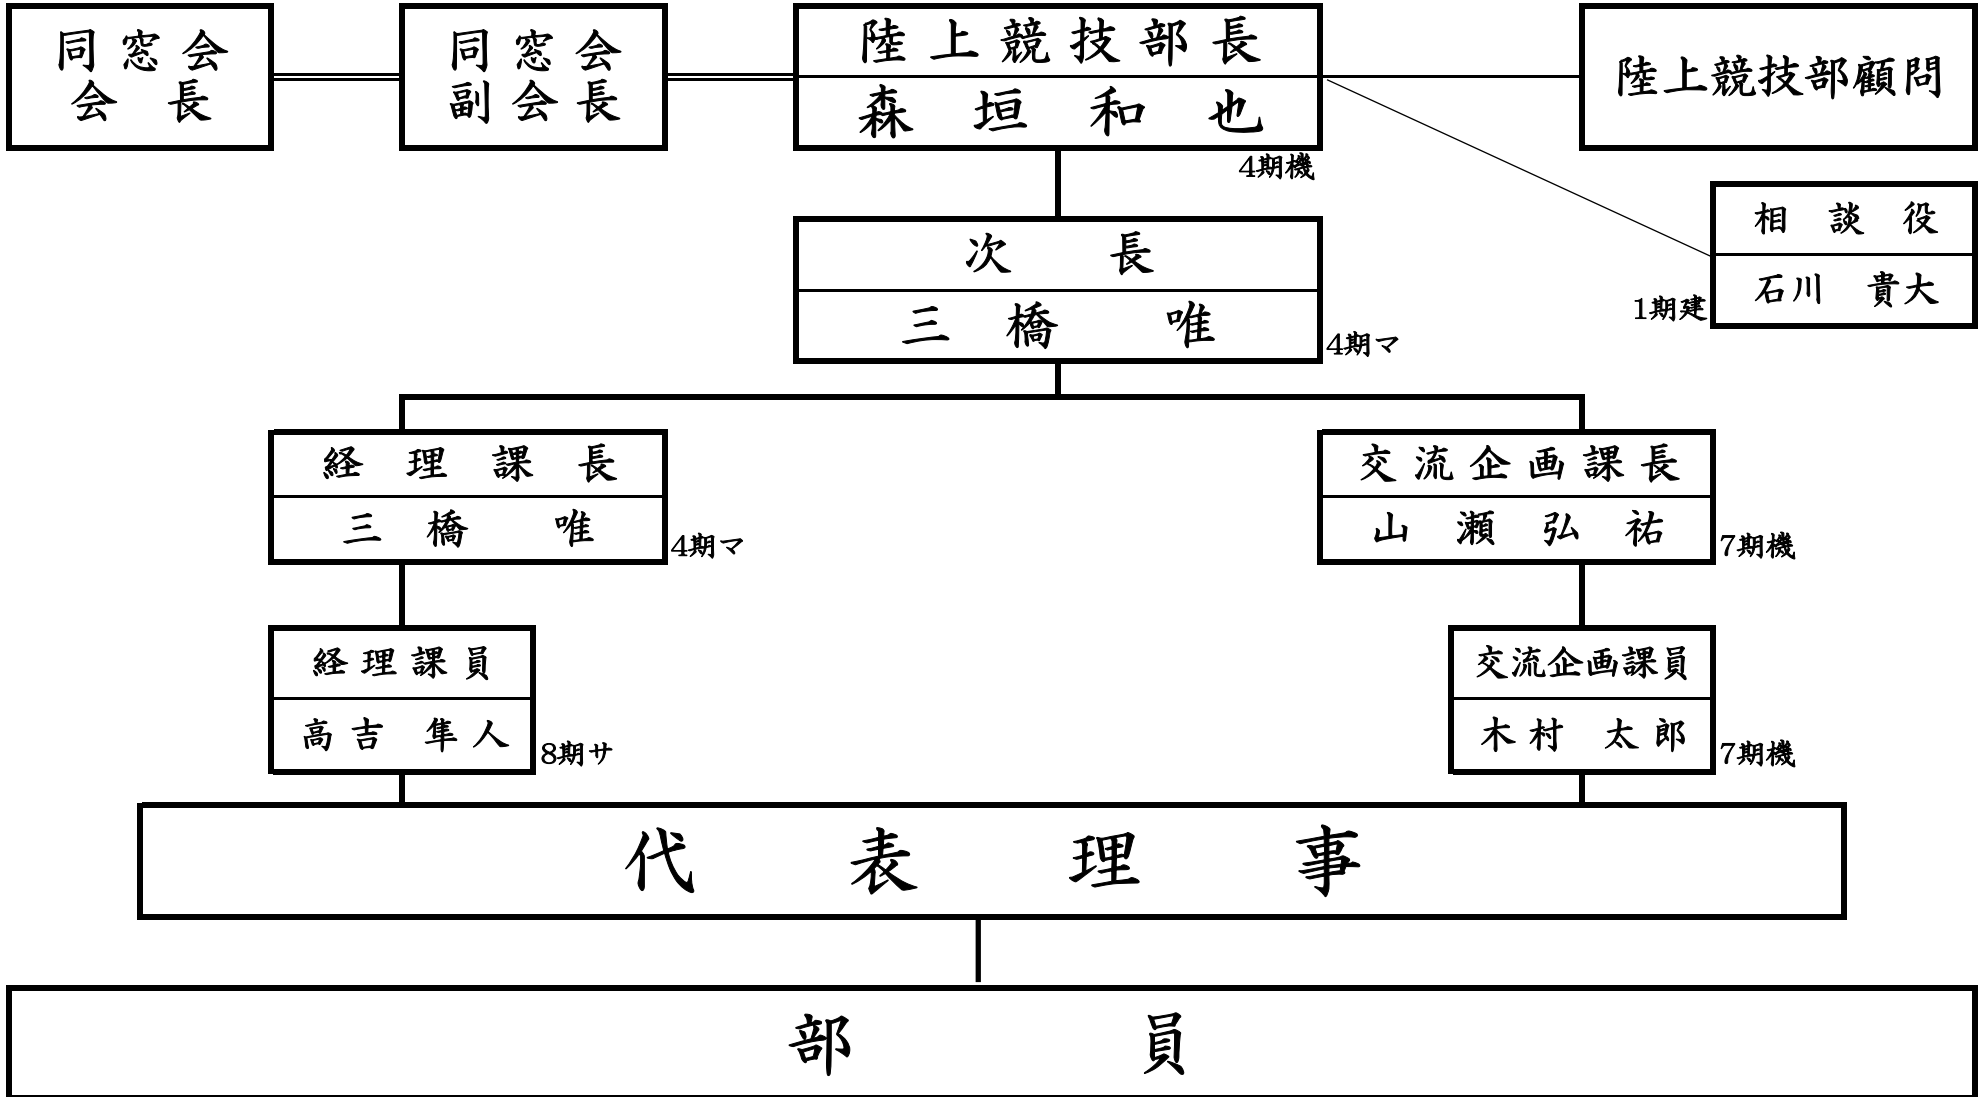 同窓会
会長
同窓会
副会長
陸上競技部長
森垣和也
4期機
陸上競技部顧問
相談役
石川 貴大
1期建
次長
三橋 唯
4期マ
経理課長
三橋 唯
4期マ
交流企画課長
山瀬弘祐
7期機
経理課員
高吉 隼人
8期サ
交流企画課員
木村 太郎
7期機
代表理事
部員